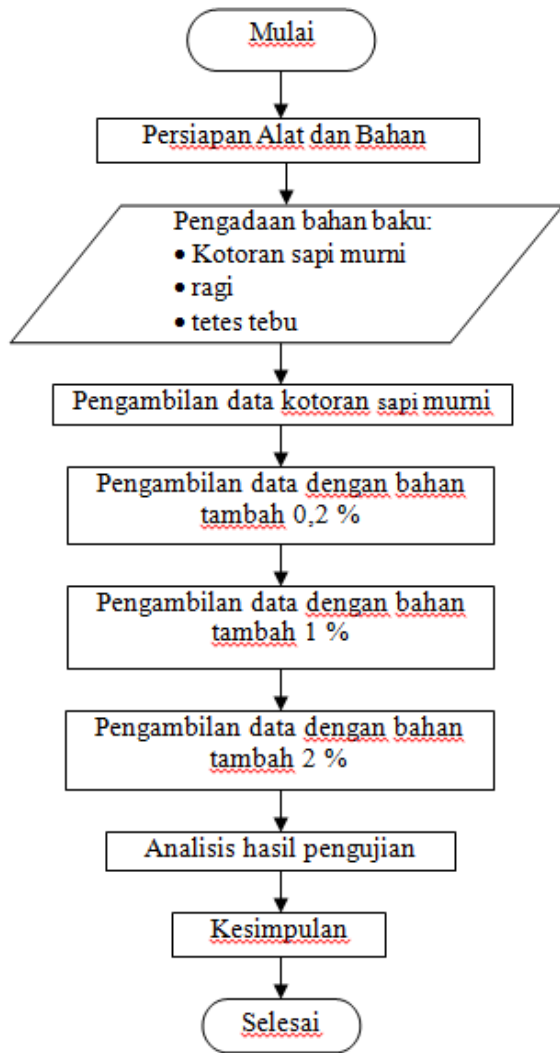 Mulai
Persiapan Alat dan Bahan
Pengadaan bahan baku:
• Kotoran sapi murni
• ragi
• tetes tebu
Pengambilan data kotoran sapi murni
Pengambilan data dengan bahan
tambah 0,2 %
Pengambilan data dengan bahan
tambah 1 %
Pengambilan data dengan bahan
tambah 2 %
Analisis hasil pengujian
Kesimpulan
Selesai